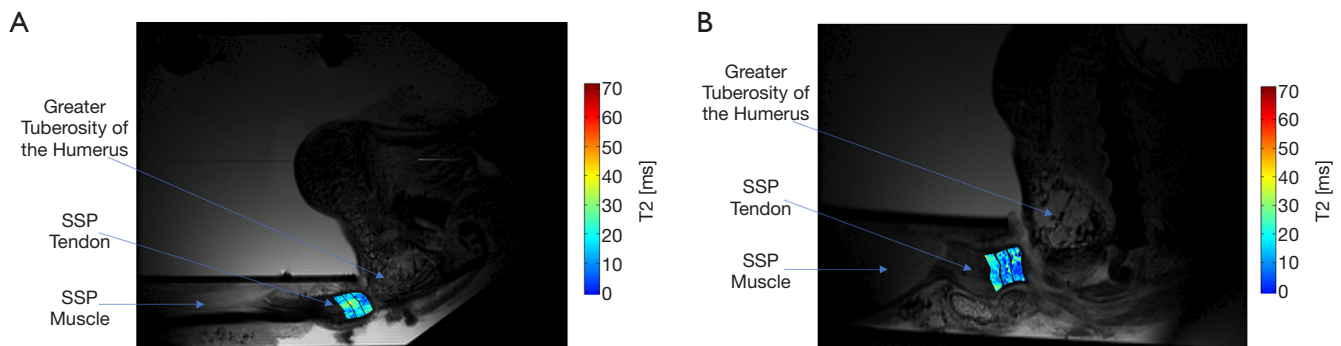 A
Greater
Tuberosity of
the Humerus
SSP
Tendon
SSP
Muscle
70
60
50
40
30
20
10
0
T2 [ms]
B
Greater
Tuberosity of
the Humerus
SSP
Tendon
SSP
Muscle
70
60
50
40
30
20
10
0
T2 [ms]